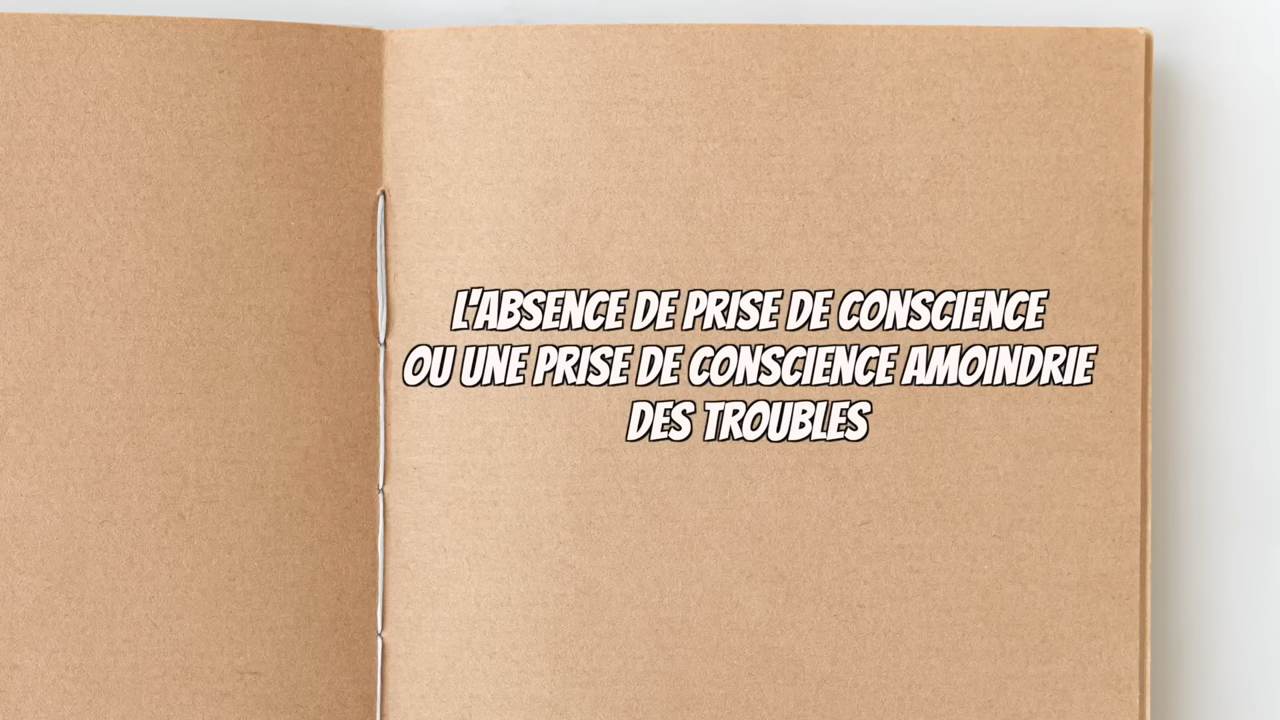 L'ABSENCE DE PRISE DE CONSCIENCE
OU UNE PRISE DE CONSCIENCE AMOINDRIE
DES TROUBLES